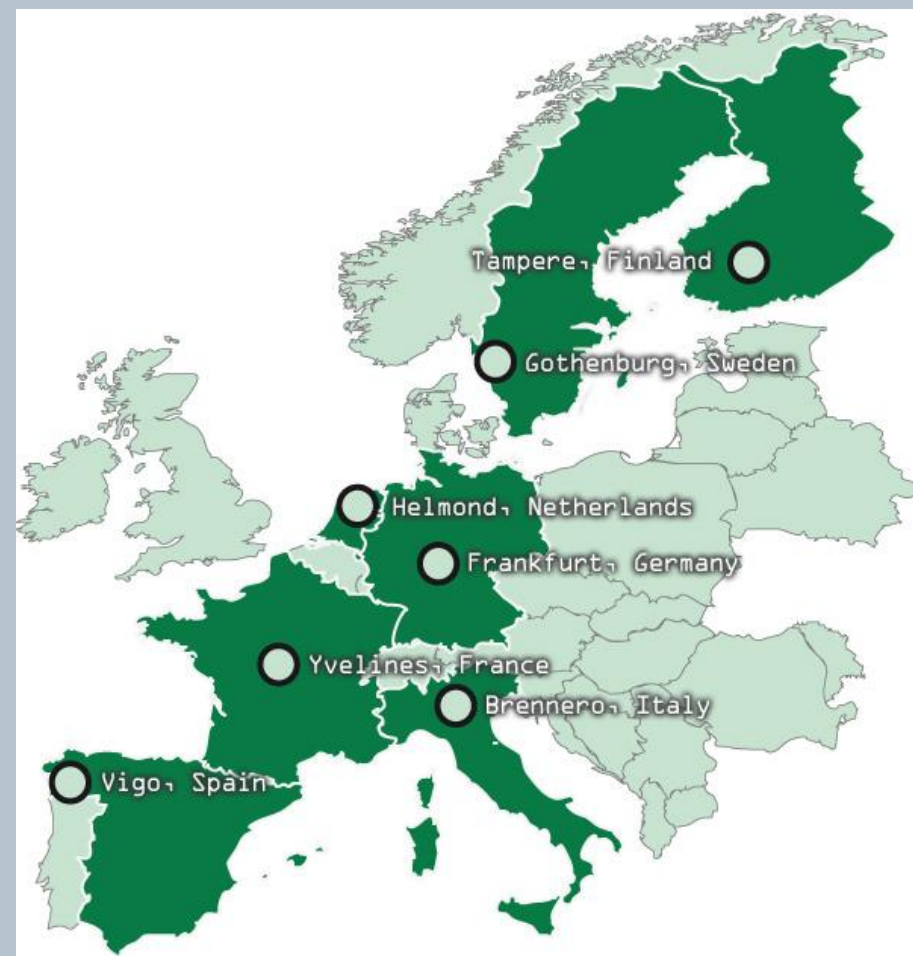 Tampere, Finland
Gothenburg, Sweden
Helmond, Netherlands
Frankfurt, Germany
Yvelines, France
Brennero, Italy
Vigo, Spain